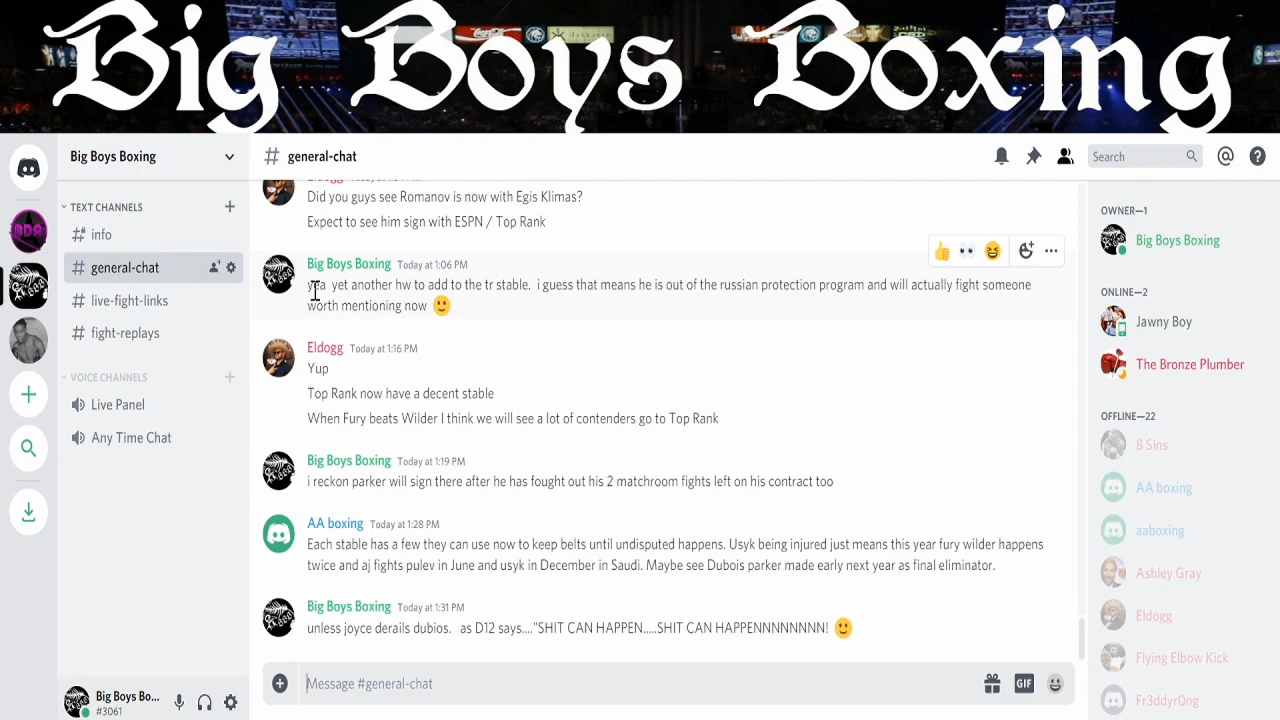 Big Boys Boxing
Coca-Cola
Big Boys Boxing
# general-chat
Search
TEXT CHANNELS
info
general-chat
live-fight-links
fight-replays
VOICE CHANNELS
Live Panel
Any Time Chat
Big Boys Bo...
#3061
Did you guys see Romanov is now with Egis Klimas?
Expect to see him sign with ESPN / Top Rank
Big Boys Boxing Today at 1:06 PM
yea yet another hw to add to the tr stable. i guess that means he is out of the russian protection program and will actually fight someone
worth mentioning now
Eldogg Today at 1:16 PM
Yup
Top Rank now have a decent stable
When Fury beats Wilder I think we will see a lot of contenders go to Top Rank
Big Boys Boxing Today at 1:19 PM
i reckon parker will sign there after he has fought out his 2 matchroom fights left on his contract too
AA boxing Today at 1:28 PM
Each stable has a few they can use now to keep belts until undisputed happens. Usyk being injured just means this year fury wilder happens
twice and aj fights pulev in June and usyk in December in Saudi. Maybe see Dubois parker made early next year as final eliminator.
Big Boys Boxing Today at 1:31 PM
unless joyce derails dubios. as D12 says...."SHIT CAN HAPPEN.....SHIT CAN HAPPENNNNNNN!
Message #general-chat
GIF
OWNER—1
Big Boys Boxing
ONLINE—2
Jawny Boy
The Bronze Plumber
OFFLINE—22
8 Sins
AA boxing
aaboxing
Ashley Gray
Eldogg
Flying Elbow Kick
Fr3ddyr0ng